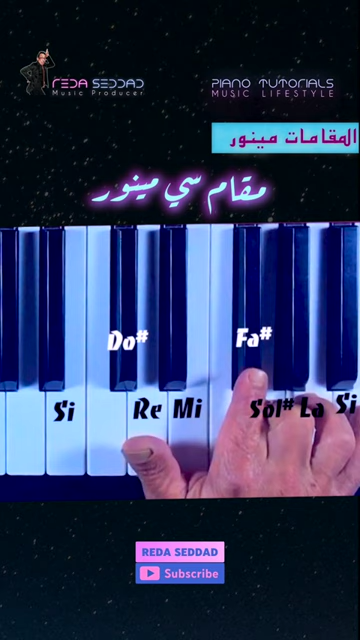 REDA SEDDAD
Music Producer
PIANO TUTORIALS
MUSIC LIFESTYLE
المقامات مينور
مقام سي مينور
Do# Fa#
Si Re Mi Sol# La Si
REDA SEDDAD
Subscribe